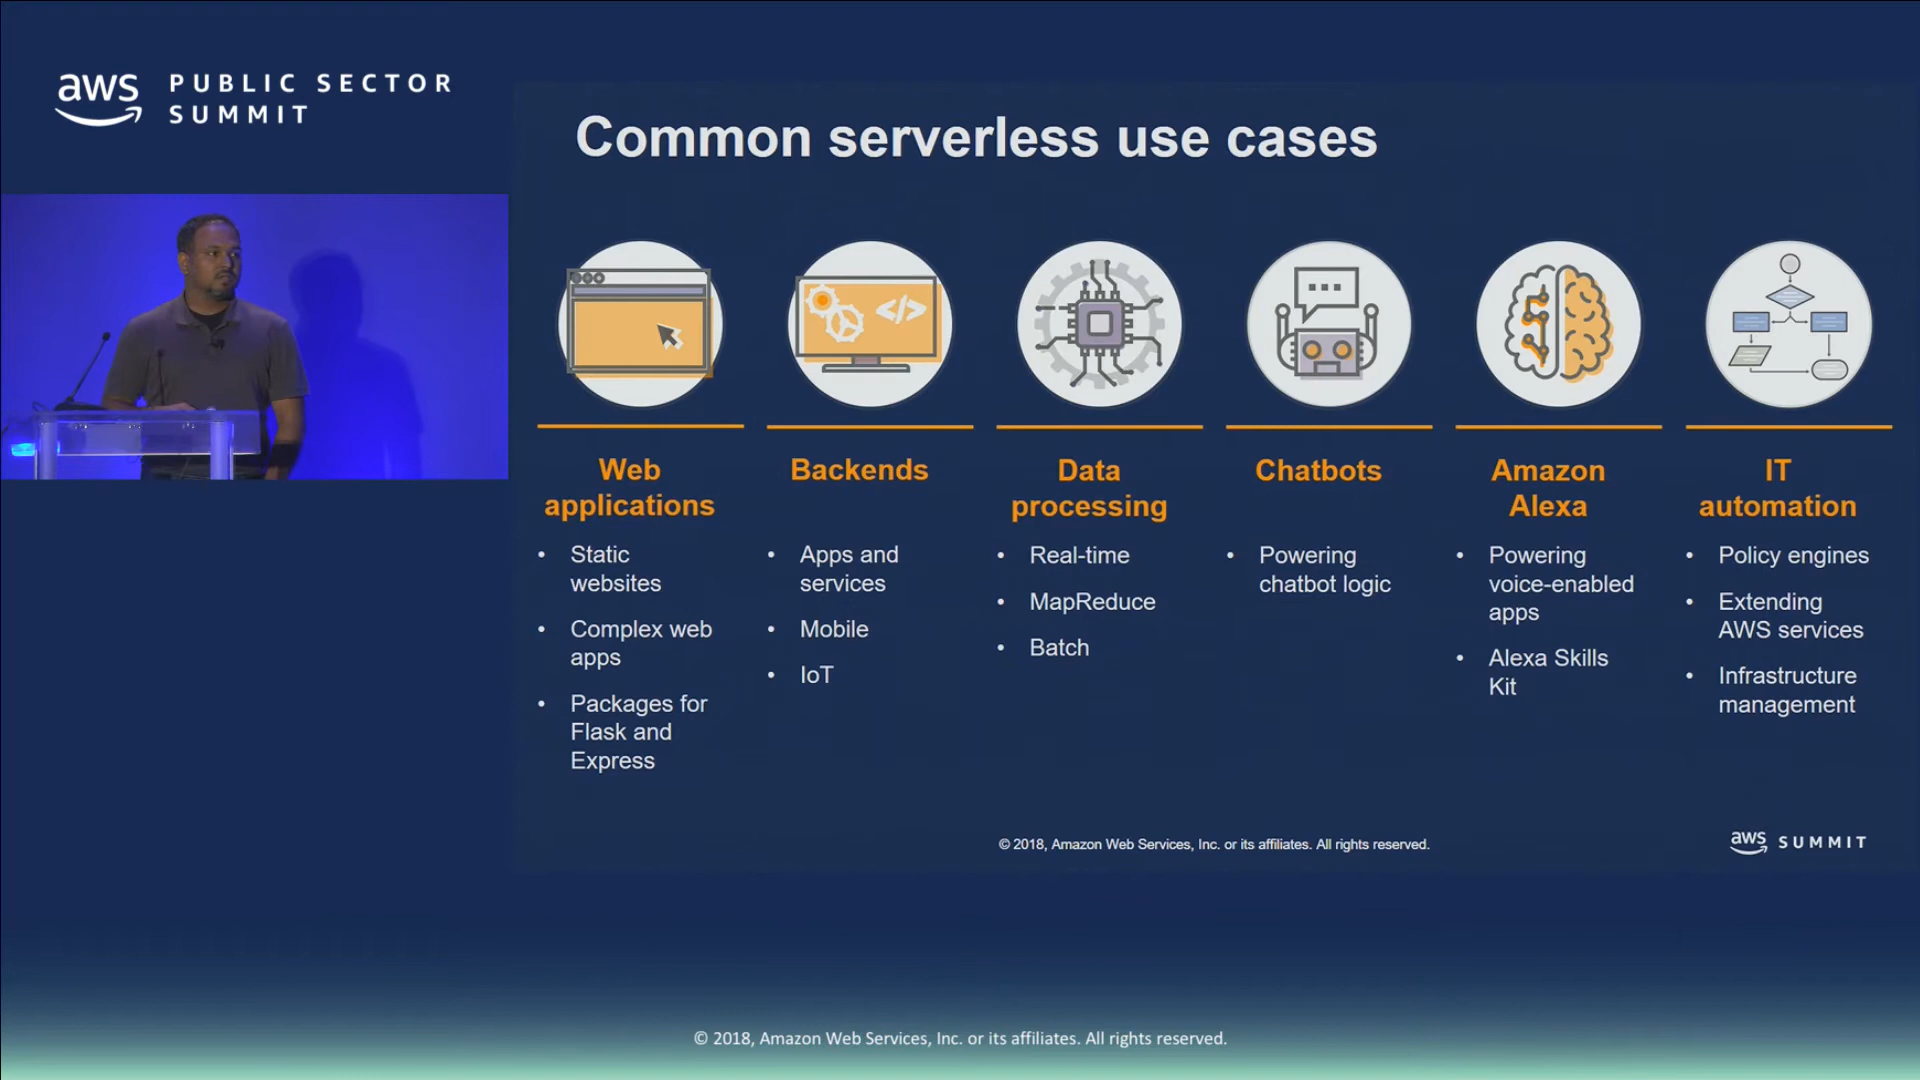 aws PUBLIC SECTOR
SUMMIT
Common serverless use cases
Web
applications
• Static
websites
• Complex web
apps
• Packages for
Flask and
Express
Backends
• Apps and
services
• Mobile
• IoT
Data
processing
• Real-time
• MapReduce
• Batch
Chatbots
• Powering
chatbot logic
Amazon
Alexa
• Powering
voice-enabled
apps
• Alexa Skills
Kit
IT
automation
• Policy engines
• Extending
AWS services
• Infrastructure
management
© 2018, Amazon Web Services, Inc. or its affiliates. All rights reserved.
aws SUMMIT
© 2018, Amazon Web Services, Inc. or its affiliates. All rights reserved.